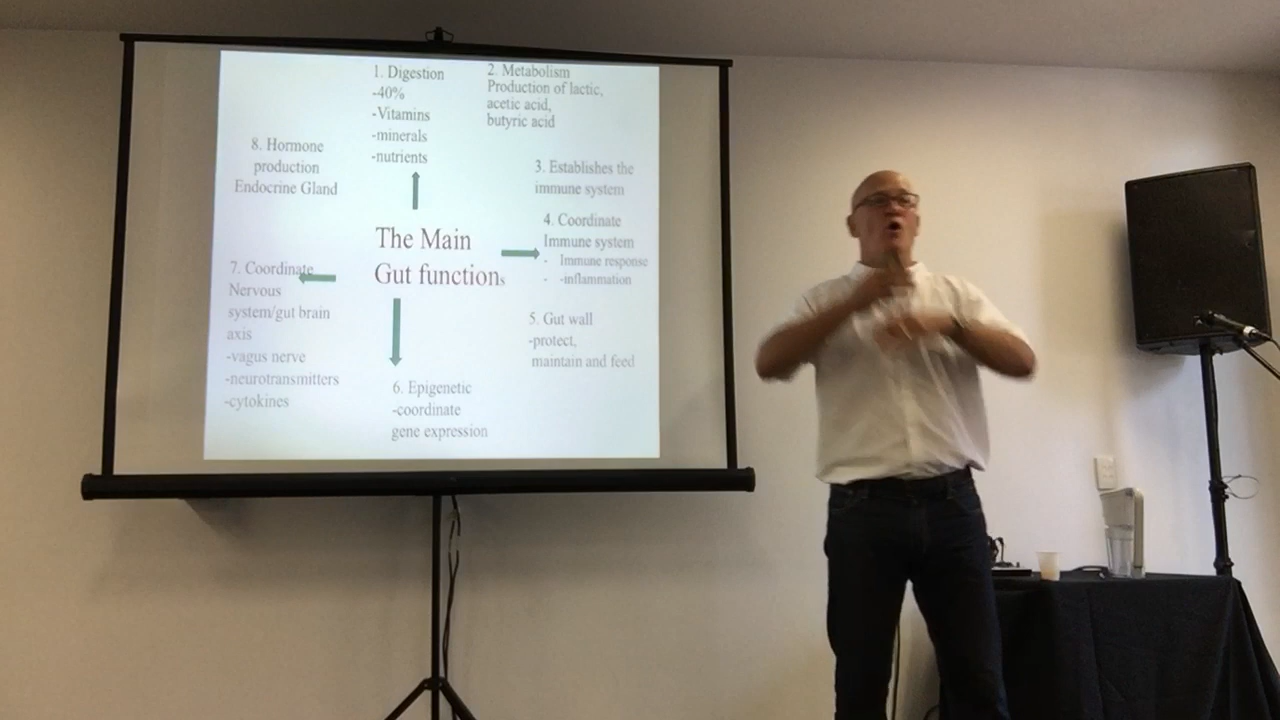 The Main
Gut functions
1. Digestion
-40%
-Vitamins
-minerals
-nutrients
2. Metabolism
Production of lactic,
acetic acid,
butyric acid
3. Establishes the
immune system
4. Coordinate
Immune system
- Immune response
- -inflammation
5. Gut wall
-protect,
maintain and feed
6. Epigenetic
-coordinate
gene expression
7. Coordinate
Nervous
system/gut brain
axis
-vagus nerve
-neurotransmitters
-cytokines
8. Hormone
production
Endocrine Gland